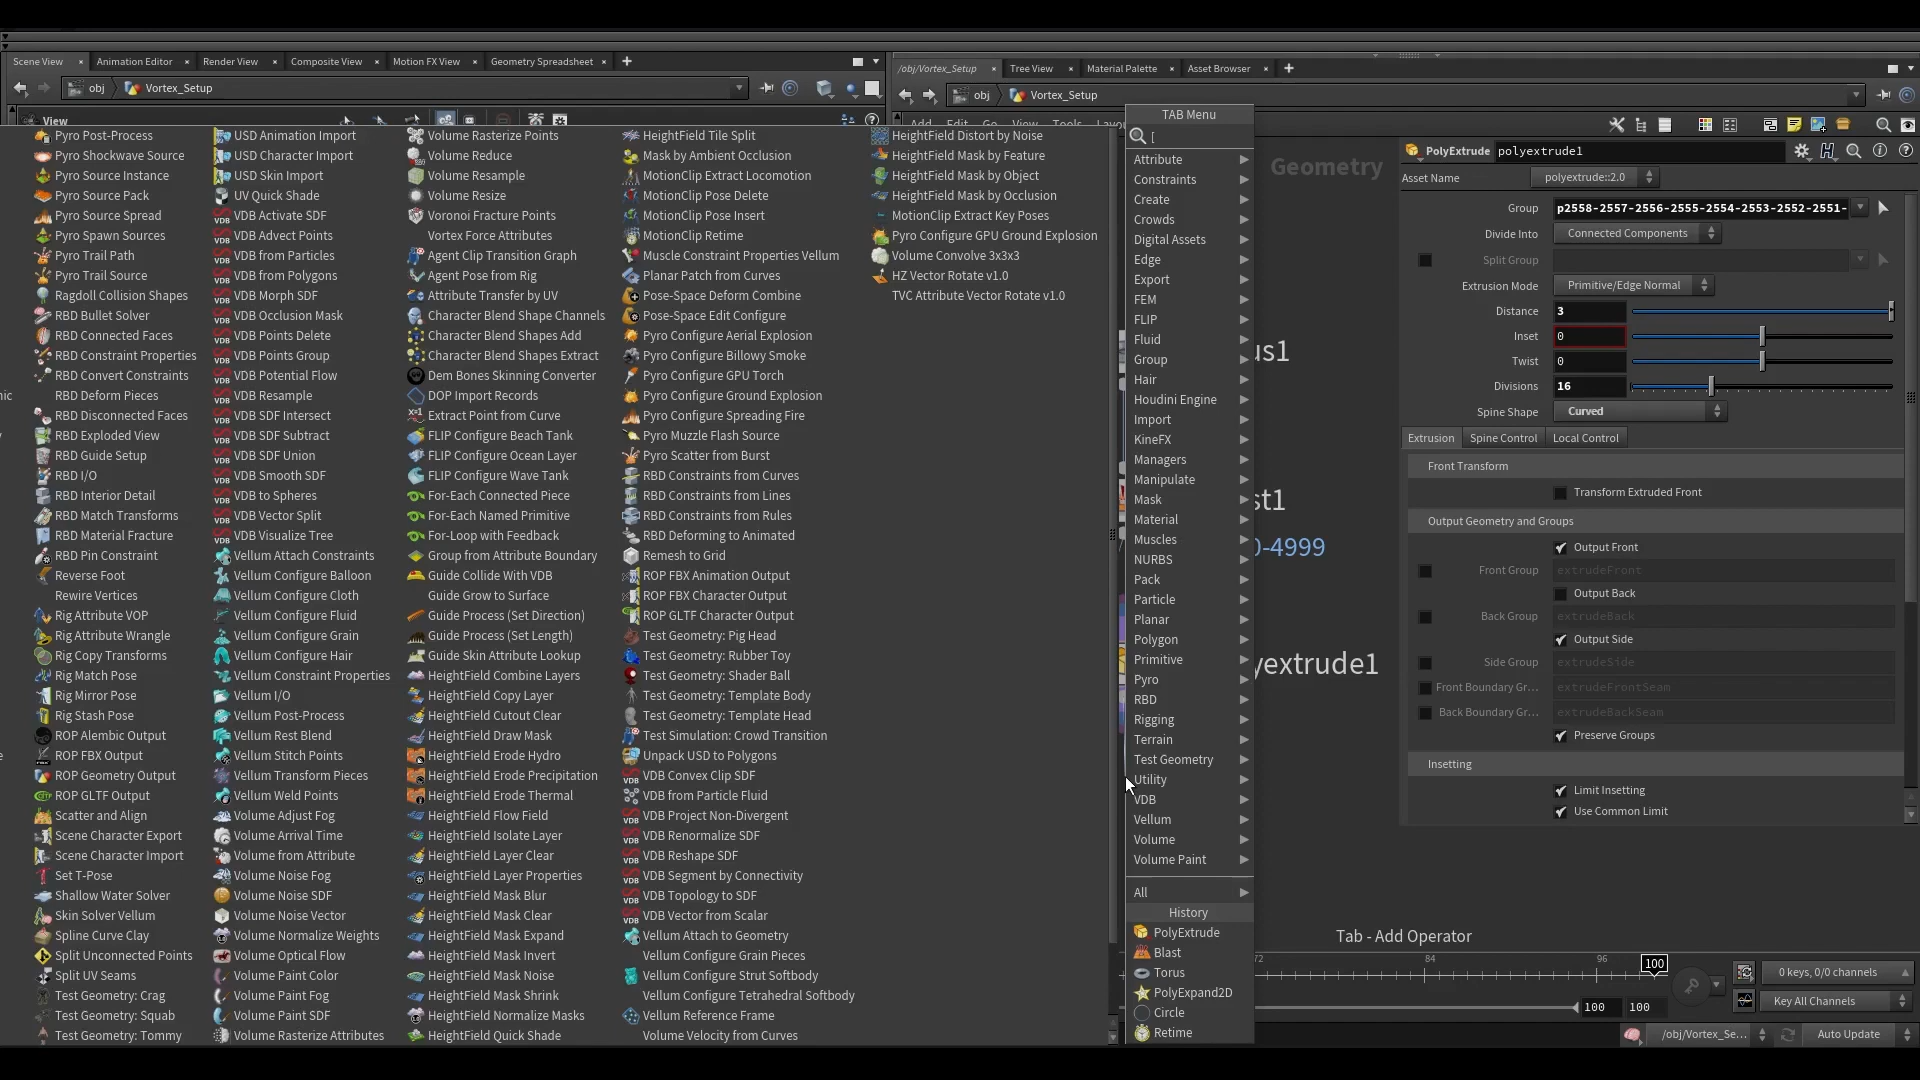 Scene View
Animation Editor
Render View
Composite View
Motion FX View
Geometry Spreadsheet
/obj/Vortex_Setup
Tree View
Material Palette
Asset Browser
obj
Vortex_Setup
obj
Vortex_Setup
View
Pyro Post-Process
Pyro Shockwave Source
Pyro Source Instance
Pyro Source Pack
Pyro Source Spread
Pyro Spawn Sources
Pyro Trail Path
Pyro Trail Source
Ragdoll Collision Shapes
RBD Bullet Solver
RBD Connected Faces
RBD Constraint Properties
RBD Convert Constraints
RBD Deform Pieces
RBD Disconnected Faces
RBD Exploded View
RBD Guide Setup
RBD I/O
RBD Interior Detail
RBD Match Transforms
RBD Material Fracture
RBD Pin Constraint
Reverse Foot
Rewire Vertices
Rig Attribute VOP
Rig Attribute Wrangle
Rig Copy Transforms
Rig Match Pose
Rig Mirror Pose
Rig Stash Pose
ROP Alembic Output
ROP FBX Output
ROP Geometry Output
ROP GLTF Output
Scatter and Align
Scene Character Export
Scene Character Import
Set T-Pose
Shallow Water Solver
Skin Solver Vellum
Spline Curve Clay
Split Unconnected Points
Split UV Seams
Test Geometry: Crag
Test Geometry: Squab
Test Geometry: Tommy
USD Animation Import
USD Character Import
USD Skin Import
UV Quick Shade
VDB Activate SDF
VDB Advect Points
VDB from Particles
VDB from Polygons
VDB Morph SDF
VDB Occlusion Mask
VDB Points Delete
VDB Points Group
VDB Potential Flow
VDB Resample
VDB SDF Intersect
VDB SDF Subtract
VDB SDF Union
VDB Smooth SDF
VDB to Spheres
VDB Vector Split
VDB Visualize Tree
Vellum Attach Constraints
Vellum Configure Balloon
Vellum Configure Cloth
Vellum Configure Fluid
Vellum Configure Grain
Vellum Configure Hair
Vellum Constraint Properties
Vellum I/O
Vellum Post-Process
Vellum Rest Blend
Vellum Stitch Points
Vellum Transform Pieces
Vellum Weld Points
Volume Adjust Fog
Volume Arrival Time
Volume from Attribute
Volume Noise Fog
Volume Noise SDF
Volume Noise Vector
Volume Normalize Weights
Volume Optical Flow
Volume Paint Color
Volume Paint Fog
Volume Paint SDF
Volume Rasterize Attributes
Volume Rasterize Points
Volume Reduce
Volume Resample
Volume Resize
Voronoi Fracture Points
Vortex Force Attributes
Agent Clip Transition Graph
Agent Pose from Rig
Attribute Transfer by UV
Character Blend Shape Channels
Character Blend Shapes Add
Character Blend Shapes Extract
Dem Bones Skinning Converter
DOP Import Records
Extract Point from Curve
FLIP Configure Beach Tank
FLIP Configure Ocean Layer
FLIP Configure Wave Tank
For-Each Connected Piece
For-Each Named Primitive
For-Loop with Feedback
Group from Attribute Boundary
Guide Collide With VDB
Guide Grow to Surface
Guide Process (Set Direction)
Guide Process (Set Length)
Guide Skin Attribute Lookup
HeightField Combine Layers
HeightField Copy Layer
HeightField Cutout Clear
HeightField Draw Mask
HeightField Erode Hydro
HeightField Erode Precipitation
HeightField Erode Thermal
HeightField Flow Field
HeightField Isolate Layer
HeightField Layer Clear
HeightField Layer Properties
HeightField Mask Blur
HeightField Mask Clear
HeightField Mask Expand
HeightField Mask Invert
HeightField Mask Noise
HeightField Mask Shrink
HeightField Normalize Masks
HeightField Quick Shade
HeightField Tile Split
Mask by Ambient Occlusion
MotionClip Extract Locomotion
MotionClip Pose Delete
MotionClip Pose Insert
MotionClip Retime
Muscle Constraint Properties Vellum
Planar Patch from Curves
Pose-Space Deform Combine
Pose-Space Edit Configure
Pyro Configure Aerial Explosion
Pyro Configure Billowy Smoke
Pyro Configure GPU Torch
Pyro Configure Ground Explosion
Pyro Configure Spreading Fire
Pyro Muzzle Flash Source
Pyro Scatter from Burst
RBD Constraints from Curves
RBD Constraints from Lines
RBD Constraints from Rules
RBD Deforming to Animated
Remesh to Grid
ROP FBX Animation Output
ROP FBX Character Output
ROP GLTF Character Output
Test Geometry: Pig Head
Test Geometry: Rubber Toy
Test Geometry: Shader Ball
Test Geometry: Template Body
Test Geometry: Template Head
Test Simulation: Crowd Transition
Unpack USD to Polygons
VDB Convex Clip SDF
VDB from Particle Fluid
VDB Project Non-Divergent
VDB Renormalize SDF
VDB Reshape SDF
VDB Segment by Connectivity
VDB Topology to SDF
VDB Vector from Scalar
Vellum Attach to Geometry
Vellum Configure Grain Pieces
Vellum Configure Strut Softbody
Vellum Configure Tetrahedral Softbody
Vellum Reference Frame
Volume Velocity from Curves
HeightField Distort by Noise
HeightField Mask by Feature
HeightField Mask by Object
HeightField Mask by Occlusion
MotionClip Extract Key Poses
Pyro Configure GPU Ground Explosion
Volume Convolve 3x3x3
HZ Vector Rotate v1.0
TVC Attribute Vector Rotate v1.0
TAB Menu
Attribute
Constraints
Create
Crowds
Digital Assets
Edge
Export
FEM
FLIP
Fluid
Group
Hair
Houdini Engine
Import
KineFX
Managers
Manipulate
Mask
Material
Muscles
NURBS
Pack
Particle
Planar
Polygon
Primitive
Pyro
RBD
Rigging
Terrain
Test Geometry
Utility
VDB
Vellum
Volume
Volume Paint
All
History
PolyExtrude
Blast
Torus
PolyExpand2D
Circle
Retime
Geometry
us1
st1
0-4999
yextrude1
Tab - Add Operator
PolyExtrude polyextrude1
Asset Name polyextrude::2.0
Group p2558-2557-2556-2555-2554-2553-2552-2551-
Divide Into Connected Components
Split Group
Extrusion Mode Primitive/Edge Normal
Distance 3
Inset 0
Twist 0
Divisions 16
Spine Shape Curved
Extrusion Spine Control Local Control
Front Transform
Transform Extruded Front
Output Geometry and Groups
Output Front
Front Group extrudeFront
Output Back
Back Group extrudeBack
Output Side
Side Group extrudeSide
Front Boundary Gr... extrudeFrontSeam
Back Boundary Gr... extrudeBackSeam
Preserve Groups
Insetting
Limit Insetting
Use Common Limit
72 84 96 100
0 keys, 0/0 channels
100 100 Key All Channels
/obj/Vortex_Se... Auto Update